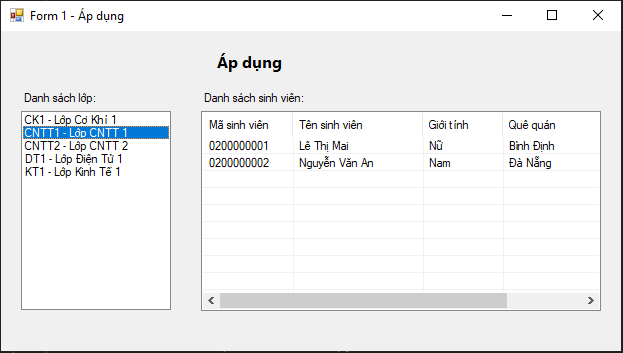 Form 1 - Áp dụng
Áp dụng
Danh sách lớp:
CK1 - Lớp Cơ Khí 1
CNTT1 - Lớp CNTT 1
CNTT2 - Lớp CNTT 2
DT1 - Lớp Điện Tử 1
KT1 - Lớp Kinh Tế 1
Danh sách sinh viên:
Mã sinh viên Tên sinh viên Giới tính Quê quán
0200000001 Lê Thị Mai Nữ Bình Định
0200000002 Nguyễn Văn An Nam Đà Nẵng